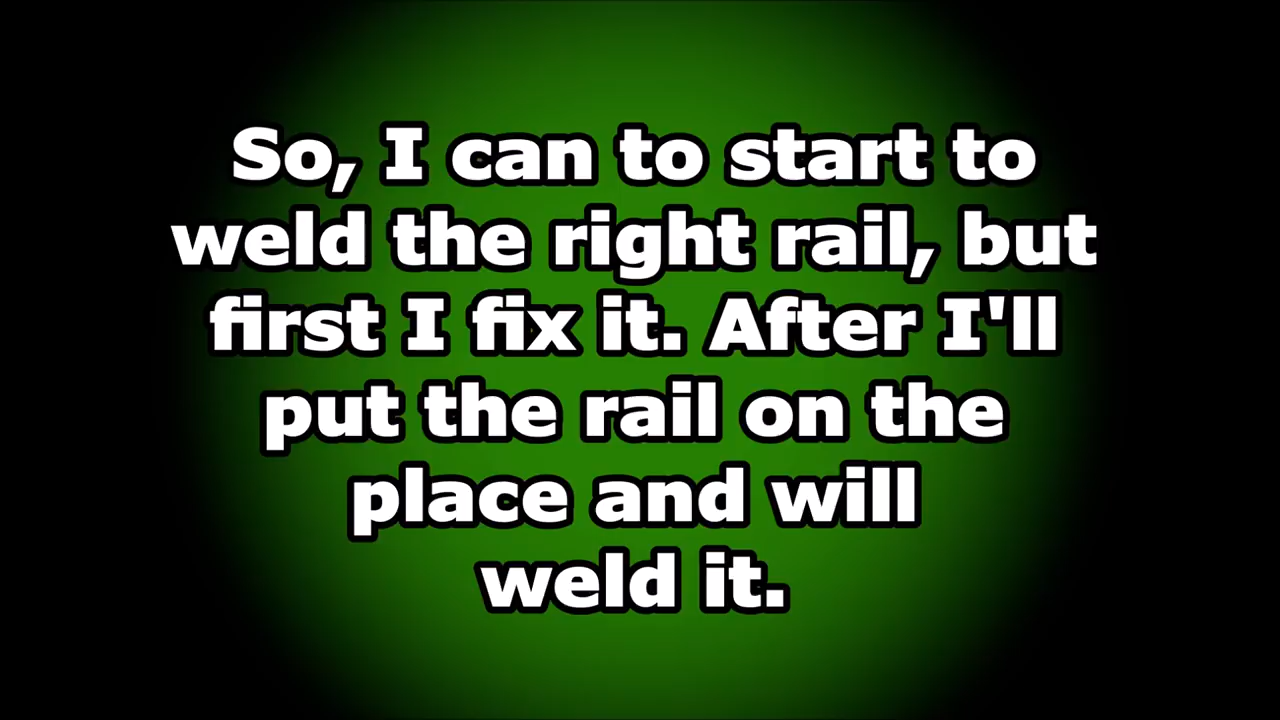 So, I can to start to
weld the right rail, but
first I fix it. After I'll
put the rail on the
place and will
weld it.